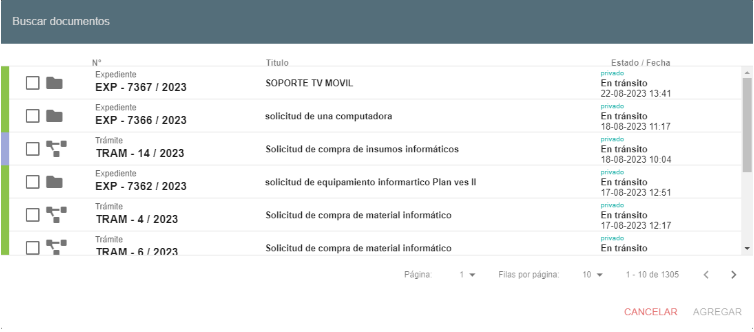 Buscar documentos
N° Titulo Estado / Fecha
Expediente
EXP - 7367 / 2023
SOPORTE TV MOVIL
privado
En tránsito
22-08-2023 13:41
Expediente
EXP - 7366 / 2023
solicitud de una computadora
privado
En tránsito
18-08-2023 11:17
Trámite
TRAM - 14 / 2023
Solicitud de compra de insumos informáticos
privado
En tránsito
18-08-2023 10:04
Expediente
EXP - 7362 / 2023
solicitud de equipamiento informartico Plan ves II
privado
En tránsito
17-08-2023 12:51
Trámite
TRAM - 4 / 2023
Solicitud de compra de material informático
privado
En tránsito
17-08-2023 12:17
Trámite
TRAM - 6 / 2023
Solicitud de compra de material informático
privado
En tránsito
Página: 1 Filas por página: 10 1 - 10 de 1305
CANCELAR AGREGAR